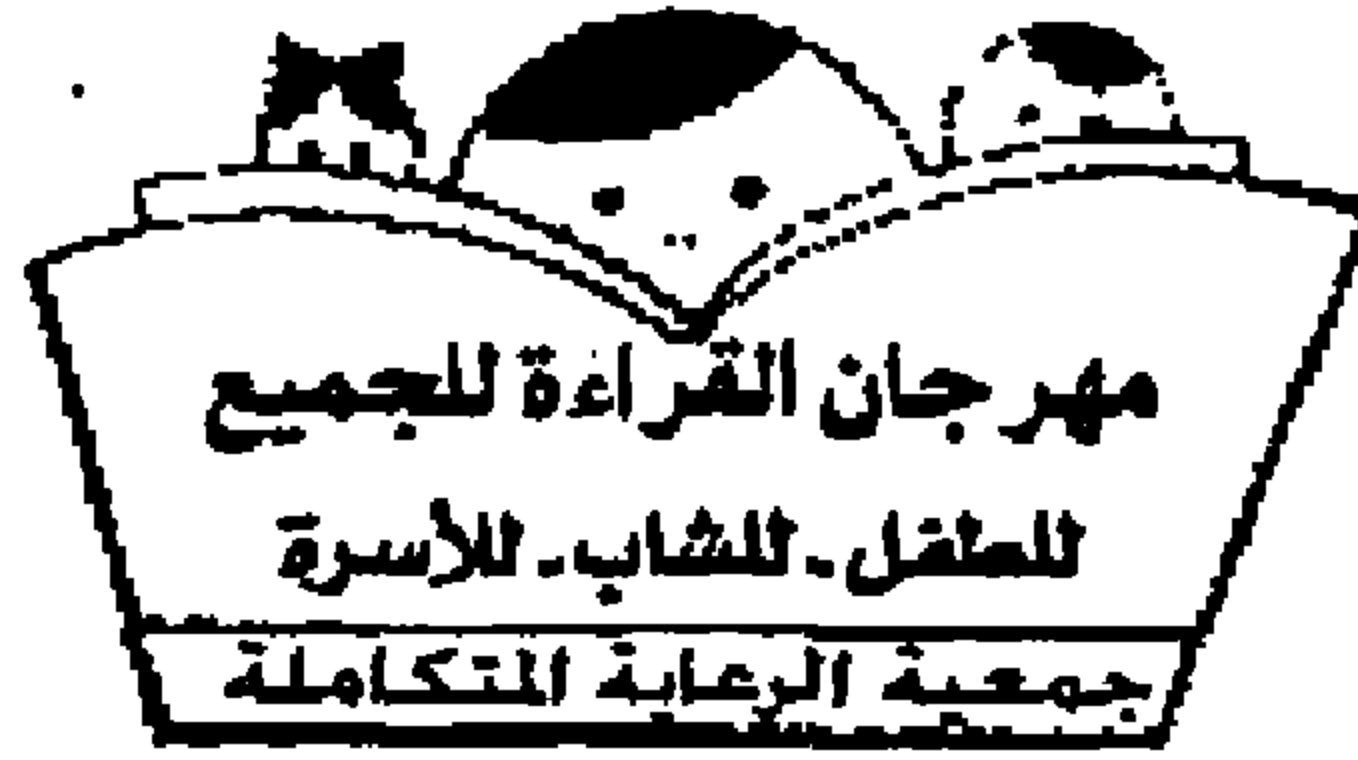 مهرجان القراءة للجميع
للطفل - للشاب - للأسرة
جمعية الرعاية المتكاملة